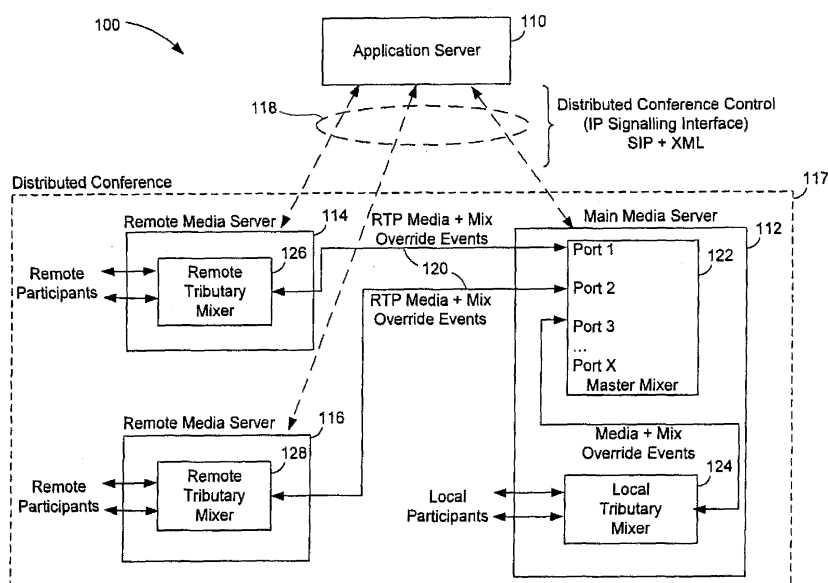 100
110
Application Server
118
Distributed Conference Control
(IP Signalling Interface)
SIP + XML
Distributed Conference
117
Remote Media Server
114
Remote
Participants
126
Remote
Tributary
Mixer
RTP Media + Mix
Override Events
120
RTP Media + Mix
Override Events
Main Media Server
112
Port 1
122
Port 2
Port 3
...
Port X
Master Mixer
Remote Media Server
116
Remote
Participants
128
Remote
Tributary
Mixer
Media + Mix
Override Events
124
Local
Participants
Local
Tributary
Mixer